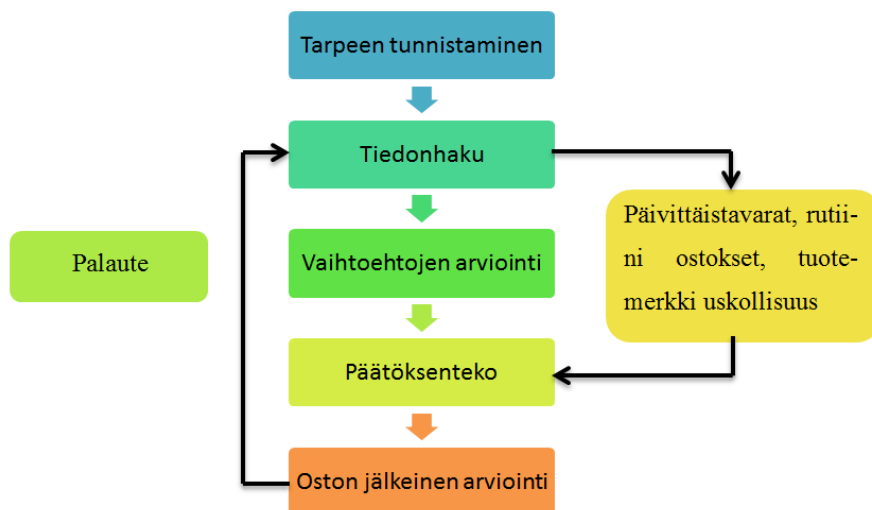 Tarpeen tunnistaminen
Tiedonhaku
Päivittäistavarat, rutii-
ni ostokset, tuote-
merkki uskollisuus
Palaute
Vaihtoehtojen arviointi
Päätöksenteko
Oston jälkeinen arviointi